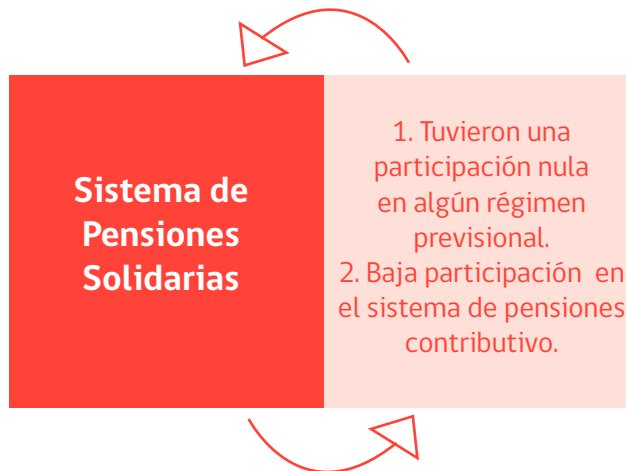 Sistema de
Pensiones
Solidarias
1. Tuvieron una
participación nula
en algún régimen
previsional.
2. Baja participación en
el sistema de pensiones
contributivo.